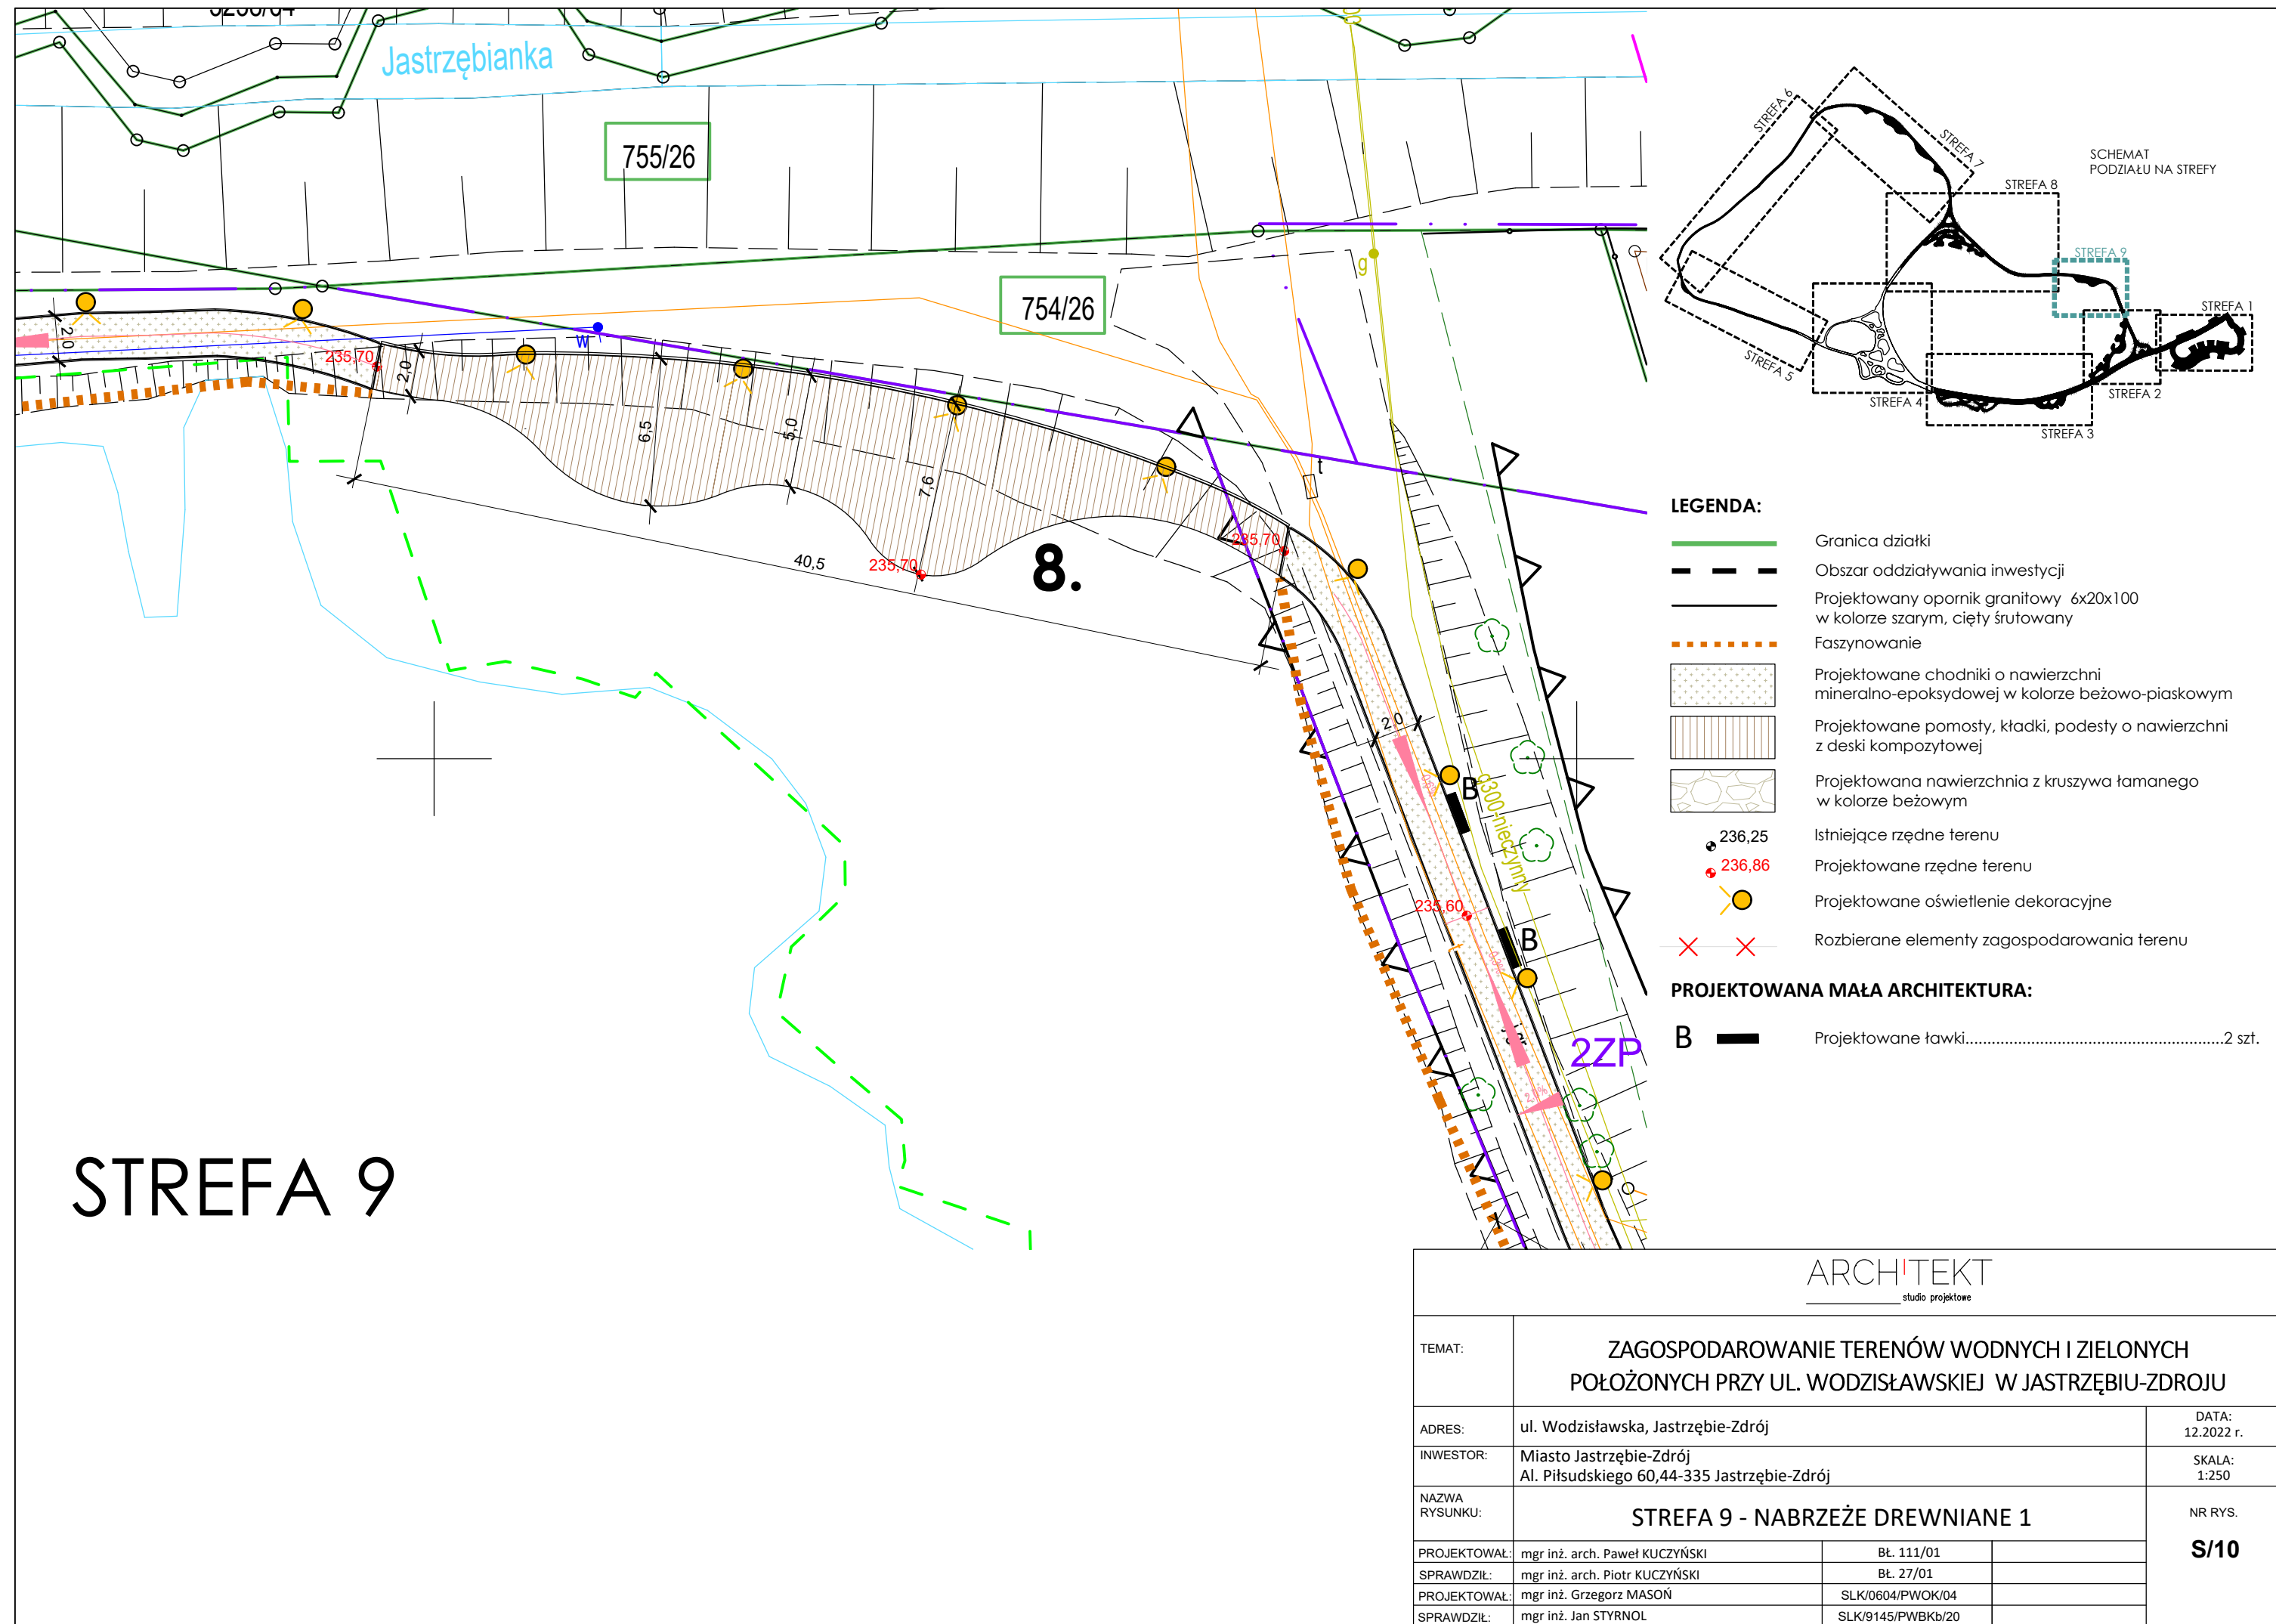 Jastrzębianka
755/26
754/26
g
w
t
2,0
235,70
2,0
6,5
5,0
7,6
40,5
235,70
235,70
8.
2,0
B
g300-nieczynny
235,60
B
2ZP
STREFA 9
STREFA 6
STREFA 7
SCHEMAT
PODZIAŁU NA STREFY
STREFA 8
STREFA 9
STREFA 1
STREFA 5
STREFA 4
STREFA 2
STREFA 3
LEGENDA:
Granica działki
Obszar oddziaływania inwestycji
Projektowany opornik granitowy 6x20x100
w kolorze szarym, cięty śrutowany
Faszynowanie
Projektowane chodniki o nawierzchni
mineralno-epoksydowej w kolorze beżowo-piaskowym
Projektowane pomosty, kładki, podesty o nawierzchni
z deski kompozytowej
Projektowana nawierzchnia z kruszywa łamanego
w kolorze beżowym
236,25 Istniejące rzędne terenu
236,86 Projektowane rzędne terenu
Projektowane oświetlenie dekoracyjne
Rozbierane elementy zagospodarowania terenu
PROJEKTOWANA MAŁA ARCHITEKTURA:
B Projektowane ławki..........................................................2 szt.
ARCHITEKT
studio projektowe
TEMAT:
ZAGOSPODAROWANIE TERENÓW WODNYCH I ZIELONYCH
POŁOŻONYCH PRZY UL. WODZISŁAWSKIEJ W JASTRZĘBIU-ZDROJU
ADRES: ul. Wodzisławska, Jastrzębie-Zdrój
DATA:
12.2022 r.
INWESTOR: Miasto Jastrzębie-Zdrój
Al. Piłsudskiego 60,44-335 Jastrzębie-Zdrój
SKALA:
1:250
NAZWA
RYSUNKU:
STREFA 9 - NABRZEŻE DREWNIANE 1
NR RYS.
S/10
PROJEKTOWAŁ: mgr inż. arch. Paweł KUCZYŃSKI BŁ. 111/01
SPRAWDZIŁ: mgr inż. arch. Piotr KUCZYŃSKI BŁ. 27/01
PROJEKTOWAŁ: mgr inż. Grzegorz MASOŃ SLK/0604/PWOK/04
SPRAWDZIŁ: mgr inż. Jan STYRNOL SLK/9145/PWBKb/20